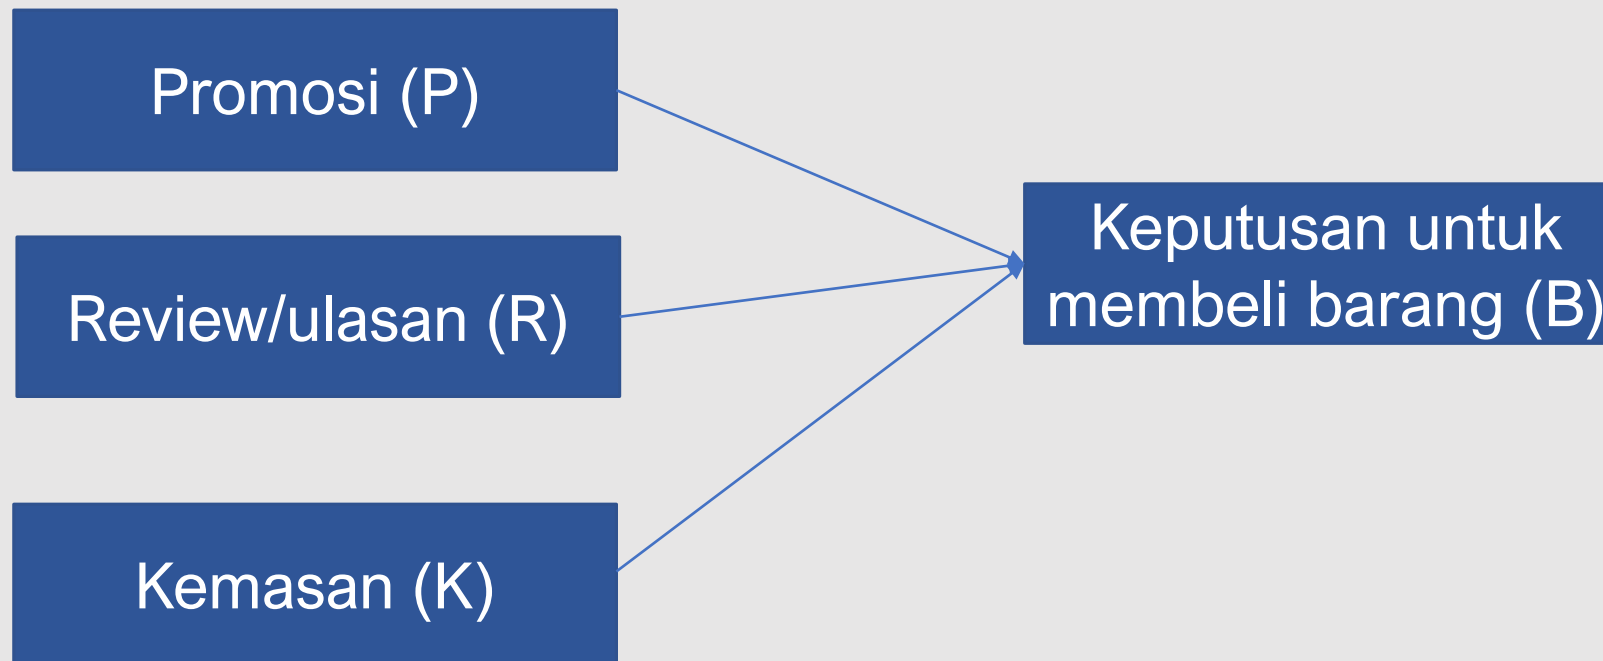 Promosi (P)
Review/ulasan (R)
Kemasan (K)
Keputusan untuk
membeli barang (B)